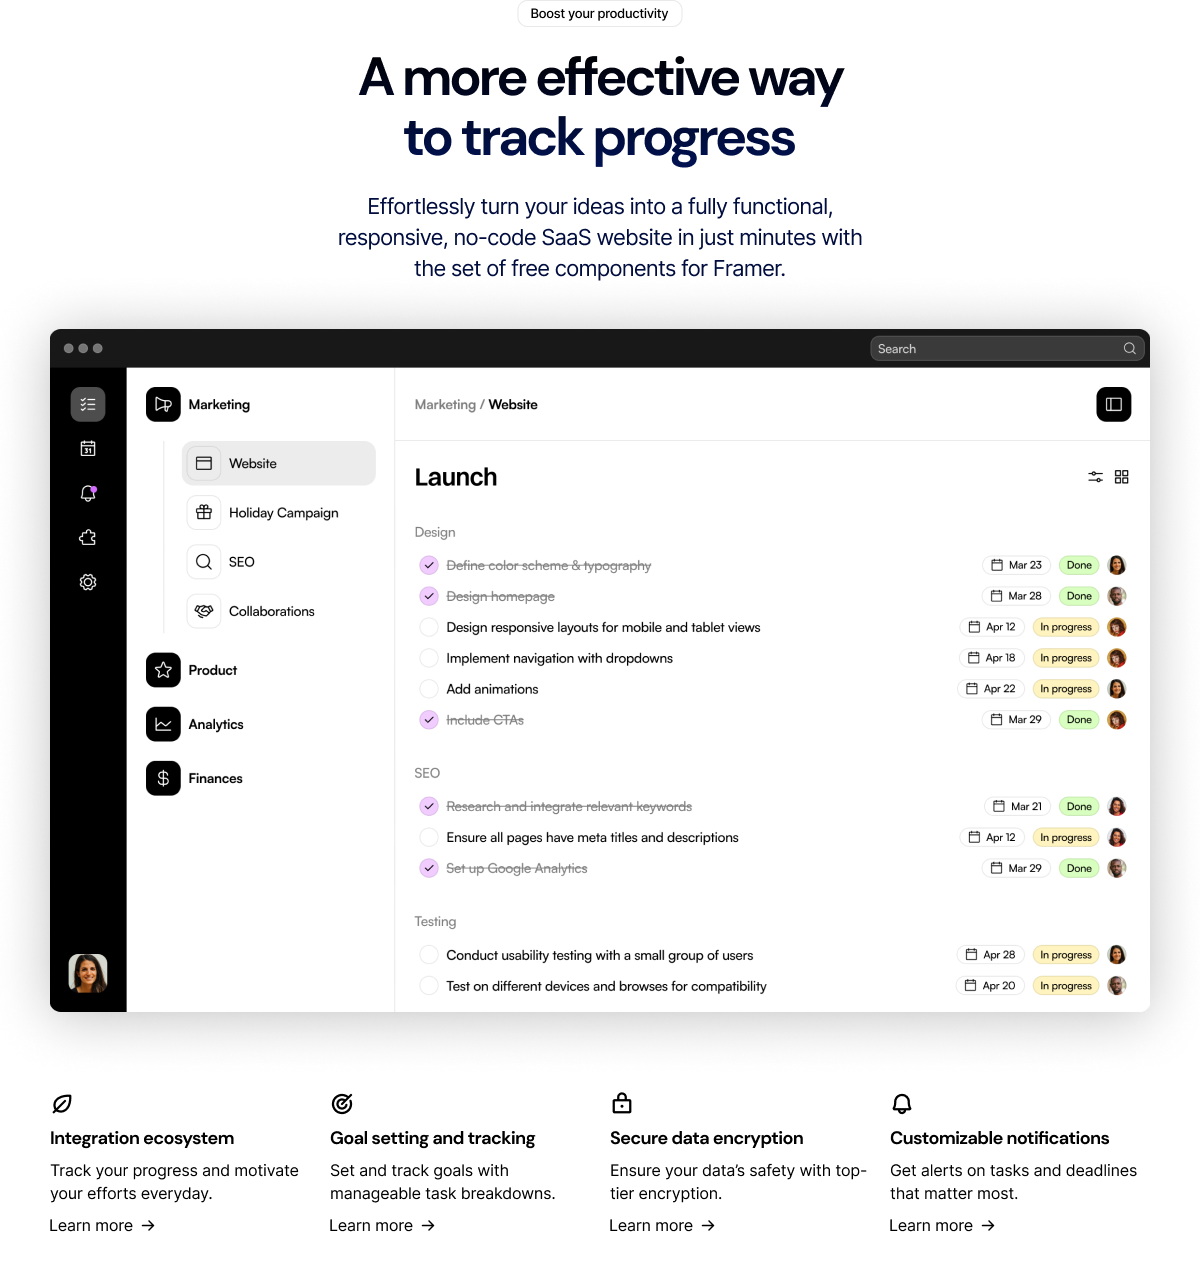 Boost your productivity
A more effective way
to track progress
Effortlessly turn your ideas into a fully functional,
responsive, no-code SaaS website in just minutes with
the set of free components for Framer.
Search
31
Marketing
Website
Holiday Campaign
SEO
Collaborations
Product
Analytics
$ Finances
Marketing / Website
Launch
Design
Define color scheme & typography Mar 23 Done
Design homepage Mar 28 Done
Design responsive layouts for mobile and tablet views Apr 12 In progress
Implement navigation with dropdowns Apr 18 In progress
Add animations Apr 22 In progress
Include CTAs Mar 29 Done
SEO
Research and integrate relevant keywords Mar 21 Done
Ensure all pages have meta titles and descriptions Apr 12 In progress
Set up Google Analytics Mar 29 Done
Testing
Conduct usability testing with a small group of users Apr 28 In progress
Test on different devices and browses for compatibility Apr 20 In progress
Integration ecosystem
Track your progress and motivate
your efforts everyday.
Learn more →
Goal setting and tracking
Set and track goals with
manageable task breakdowns.
Learn more →
Secure data encryption
Ensure your data’s safety with top-
tier encryption.
Learn more →
Customizable notifications
Get alerts on tasks and deadlines
that matter most.
Learn more →